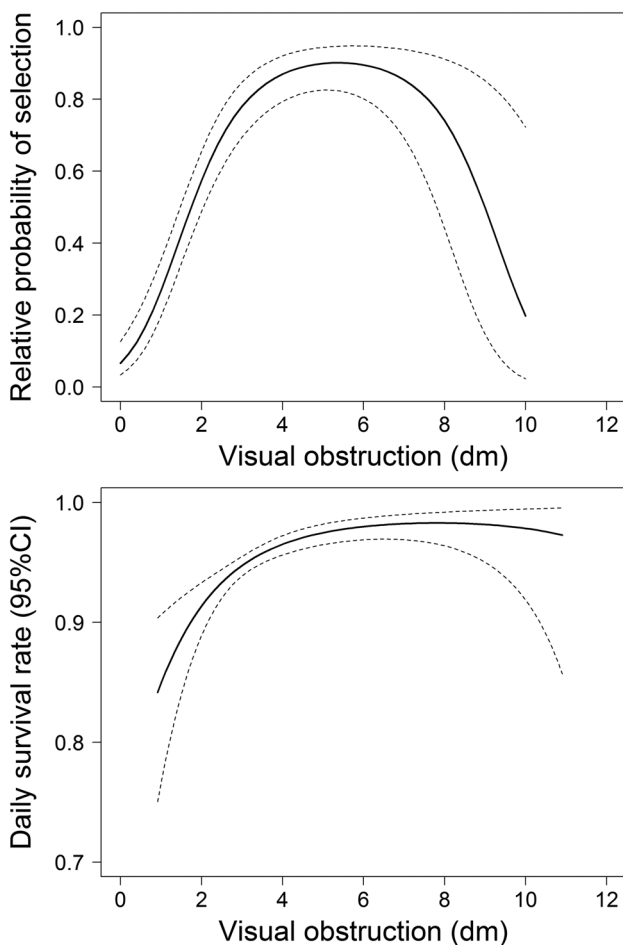 Relative probability of selection
1.0
0.8
0.6
0.4
0.2
0.0
0 2 4 6 8 10 12
Visual obstruction (dm)
Daily survival rate (95%CI)
1.0
0.9
0.8
0.7
0 2 4 6 8 10 12
Visual obstruction (dm)